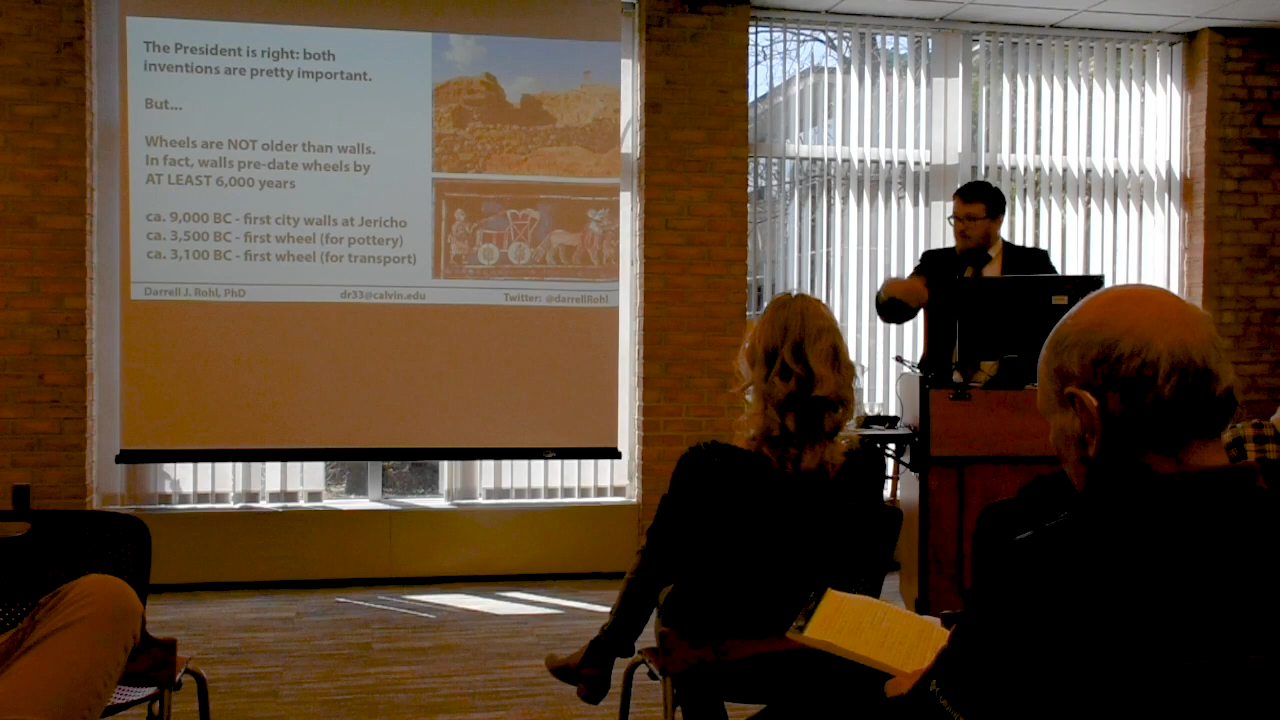 The President is right: both
inventions are pretty important.
But...
Wheels are NOT older than walls.
In fact, walls pre-date wheels by
AT LEAST 6,000 years
ca. 9,000 BC - first city walls at Jericho
ca. 3,500 BC - first wheel (for pottery)
ca. 3,100 BC - first wheel (for transport)
Darrell J. Rohl, PhD dr33@calvin.edu Twitter: @darrellRohl